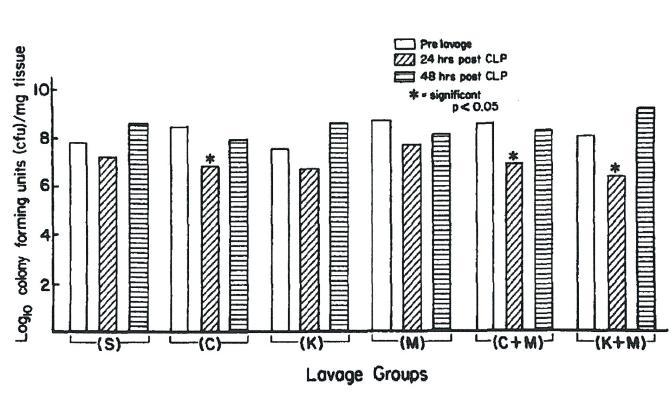 Pre lavage
24 hrs post CLP
48 hrs post CLP
* = significant
p < 0.05
Log10 colony forming units (cfu)/mg tissue
10
8
6
4
2
*
*
*
(S) (C) (K) (M) (C+M) (K+M)
Lavage Groups